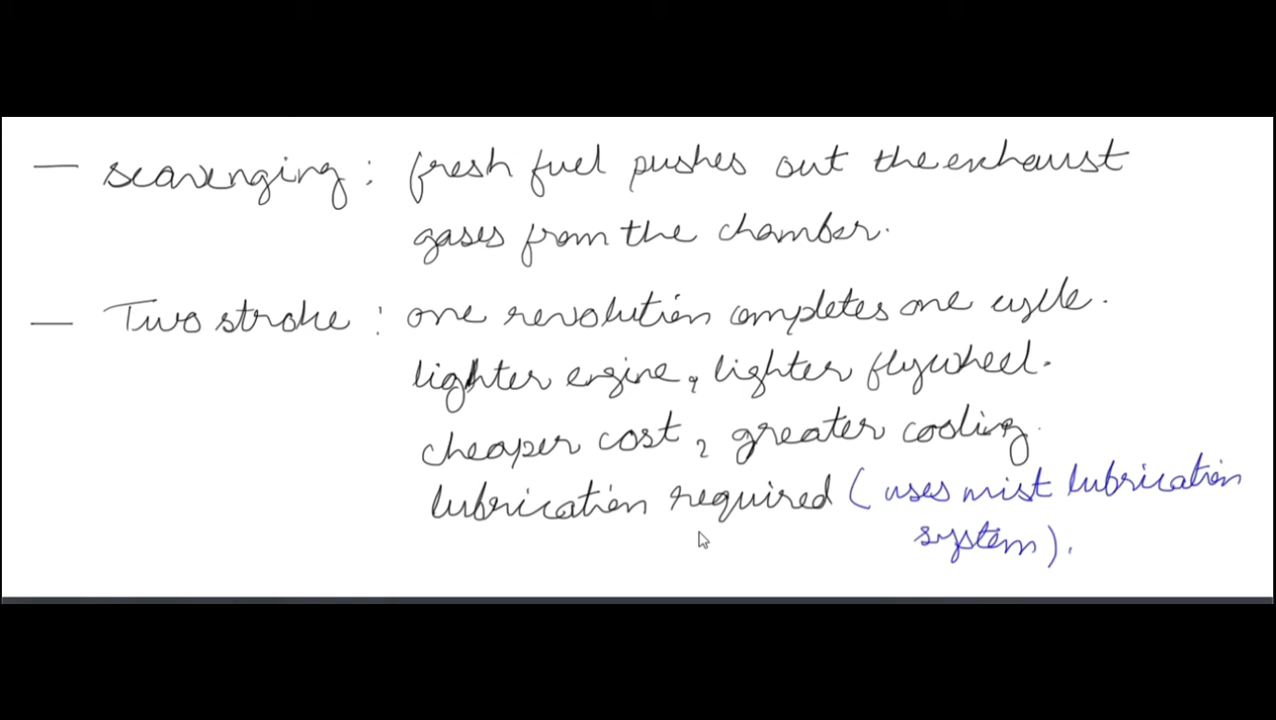 — scavenging : fresh fuel pushes out the exhaust
gases from the chamber.
— Two stroke : one revolution completes one cycle.
lighter engine, lighter flywheel.
cheaper cost, greater cooling.
lubrication required (uses mist lubrication
system).